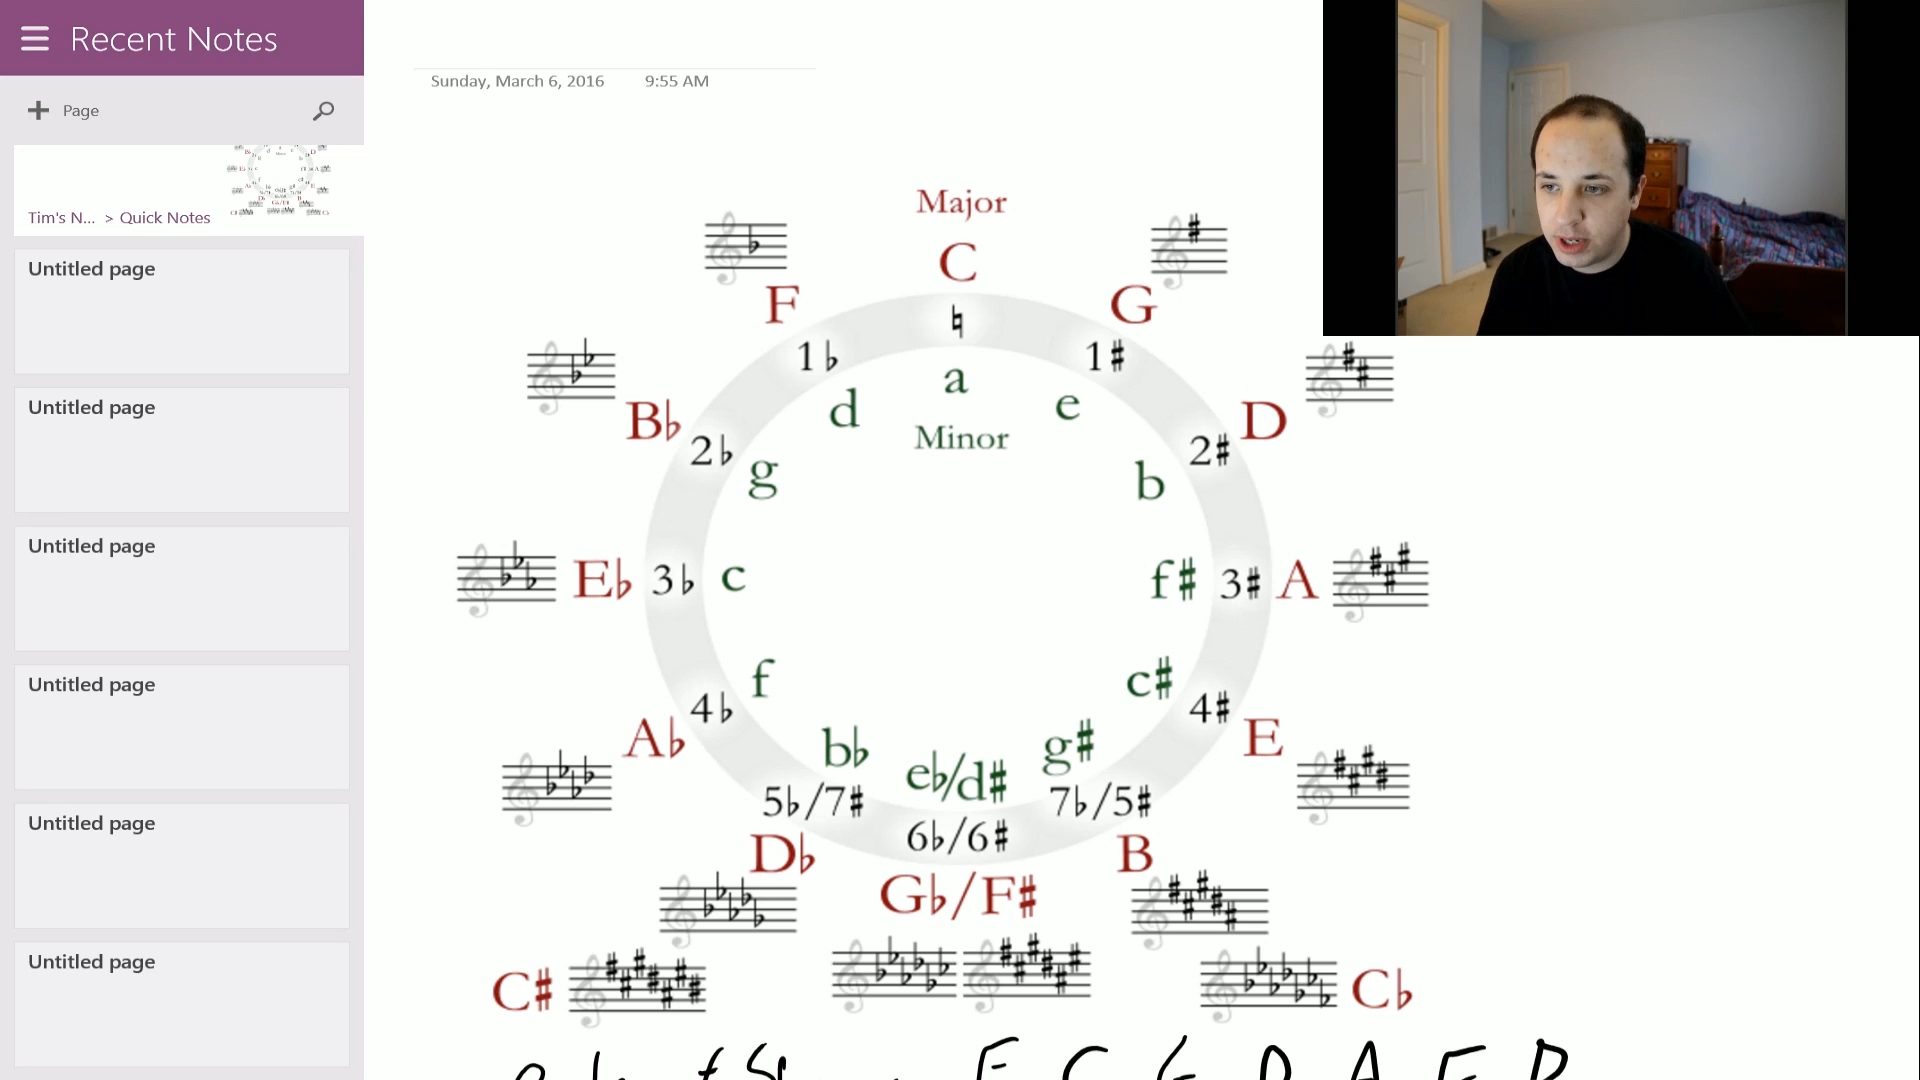 Recent Notes
Page
Tim's N... > Quick Notes
Untitled page
Untitled page
Untitled page
Untitled page
Untitled page
Untitled page
Sunday, March 6, 2016 9:55 AM
Major
C
F ♮ G
1♭ a 1♯
d e
Minor
B♭ 2♭ 2♯ D
g b
E♭ 3♭ c f♯ 3♯ A
f c♯
A♭ 4♭ 4♯ E
b♭ e♭/d♯ g♯
5♭/7♯ 6♭/6♯ 7♭/5♯
D♭ B
G♭/F♯
C♯ C♭
F C G D A E B